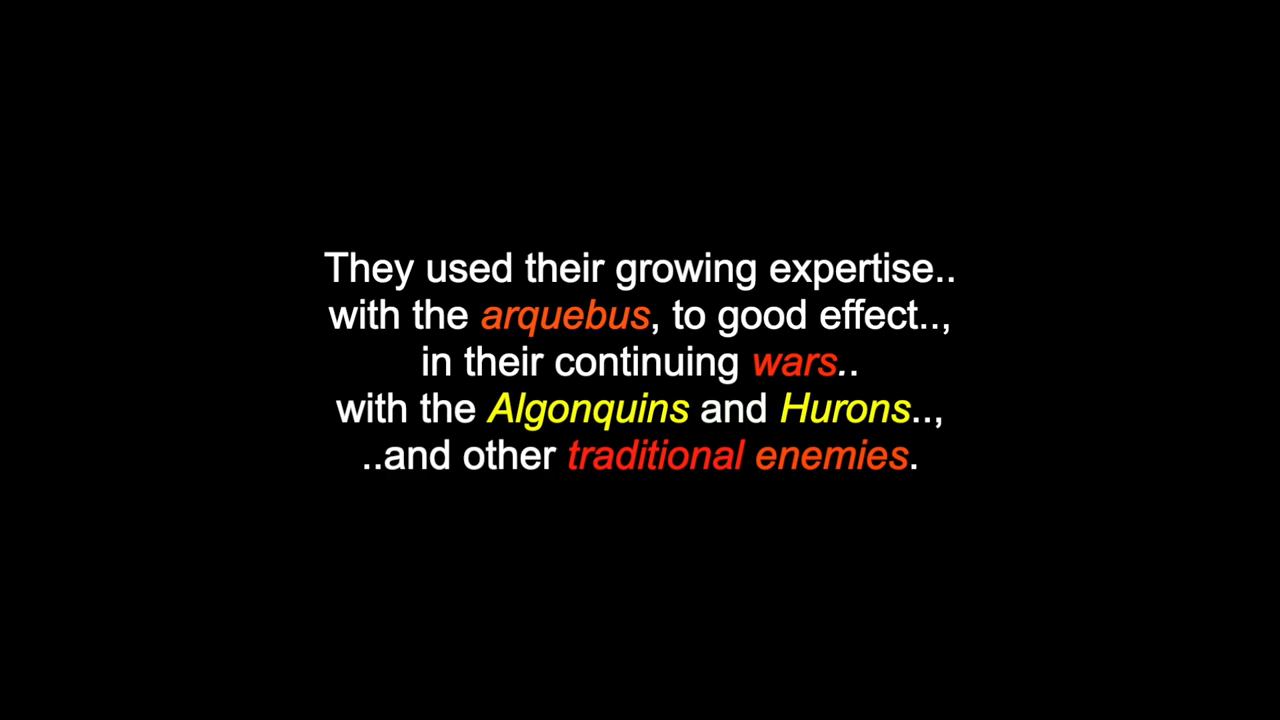 They used their growing expertise..
with the arquebus, to good effect..,
in their continuing wars..
with the Algonquins and Hurons..,
..and other traditional enemies.